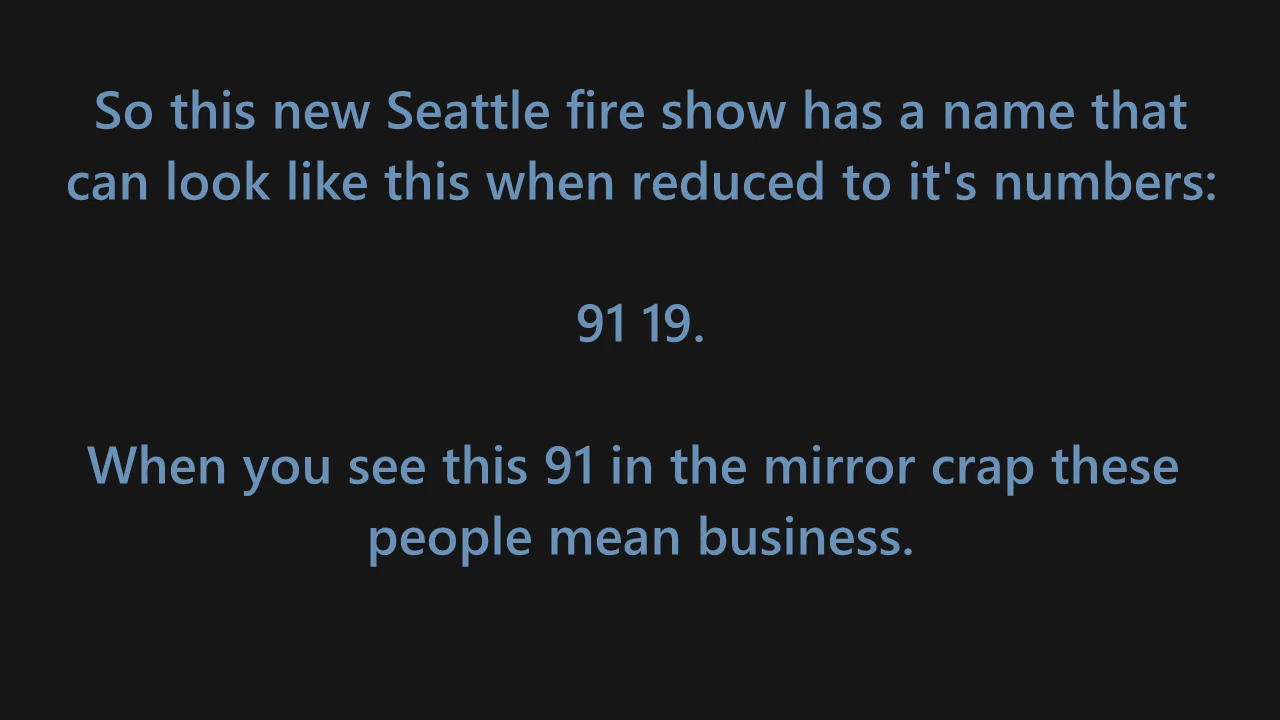 So this new Seattle fire show has a name that
can look like this when reduced to it's numbers:
91 19.
When you see this 91 in the mirror crap these
people mean business.